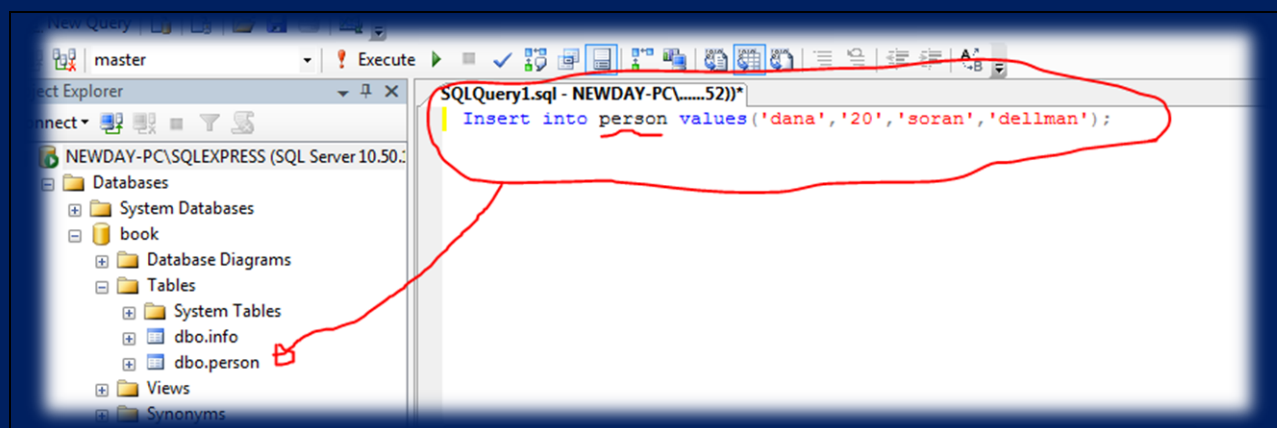 New Query
master
Execute
ect Explorer
nnect
NEWDAY-PC\SQLEXPRESS (SQL Server 10.50.
Databases
System Databases
book
Database Diagrams
Tables
System Tables
dbo.info
dbo.person
Views
Synonyms
SQLQuery1.sql - NEWDAY-PC\......52))*
Insert into person values('dana','20','soran','dellman');